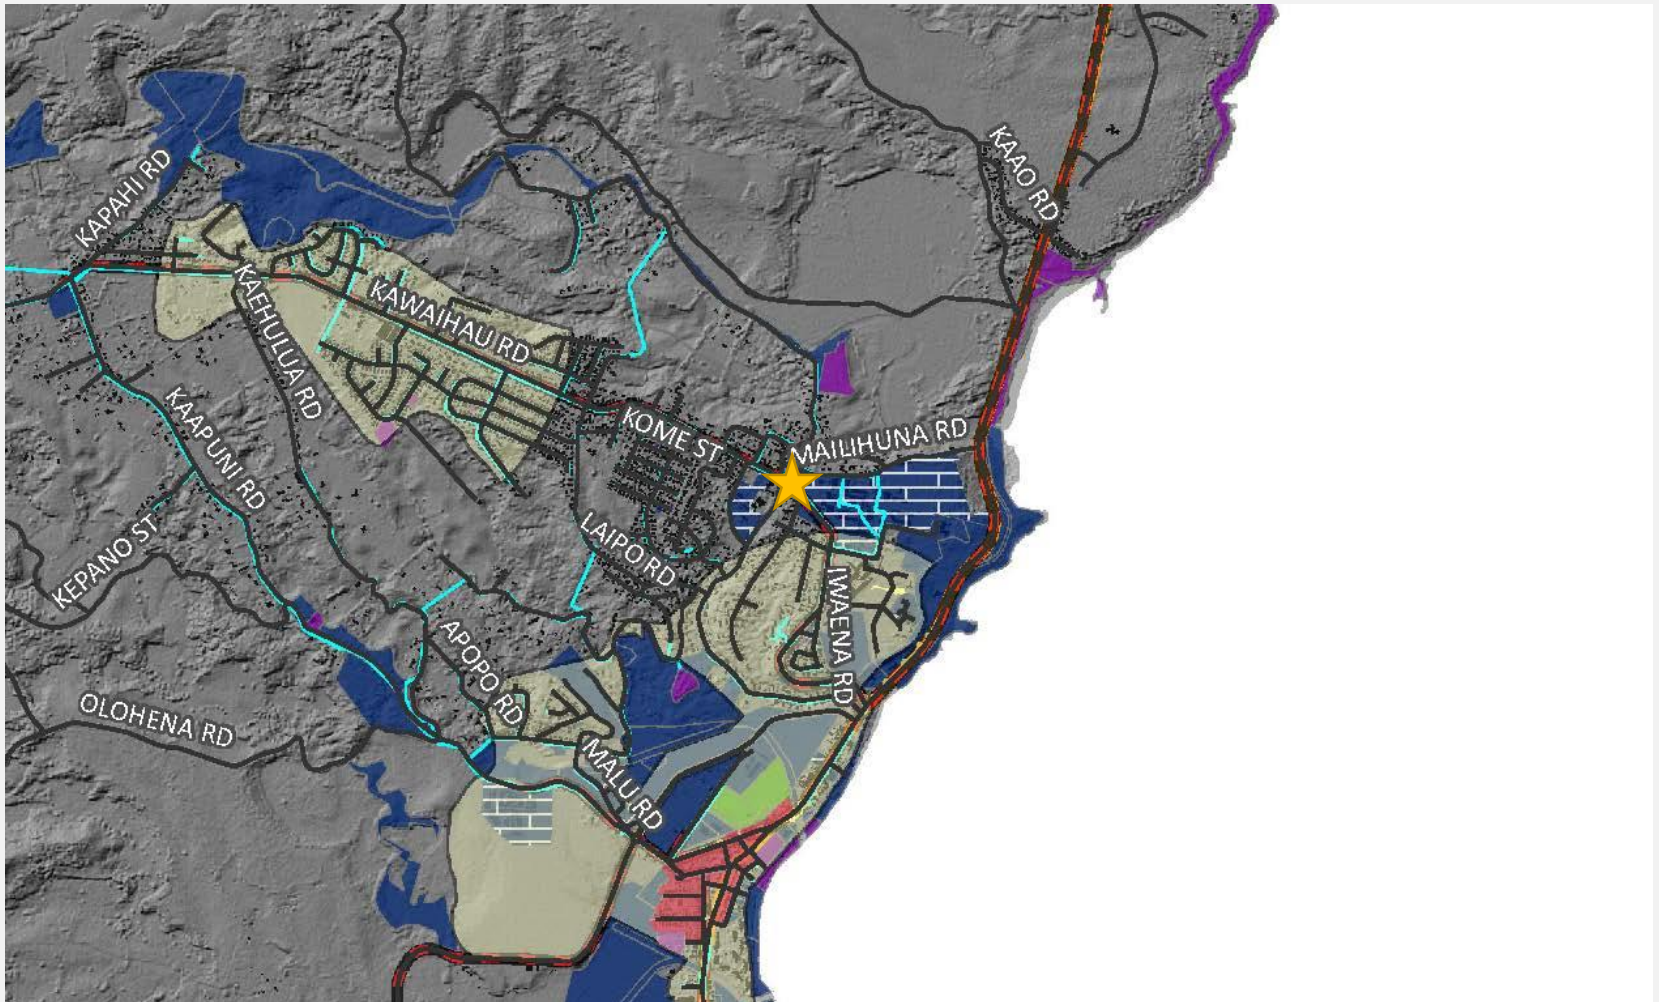 KAAO RD
KAPAHI RD
KAEHULUA RD
KAWAIHAU RD
KOME ST
MAILIHUNA RD
KAAPUNI RD
LAIPO RD
KEPANO ST
IWAENA RD
APOPO RD
OLOHENA RD
MALU RD